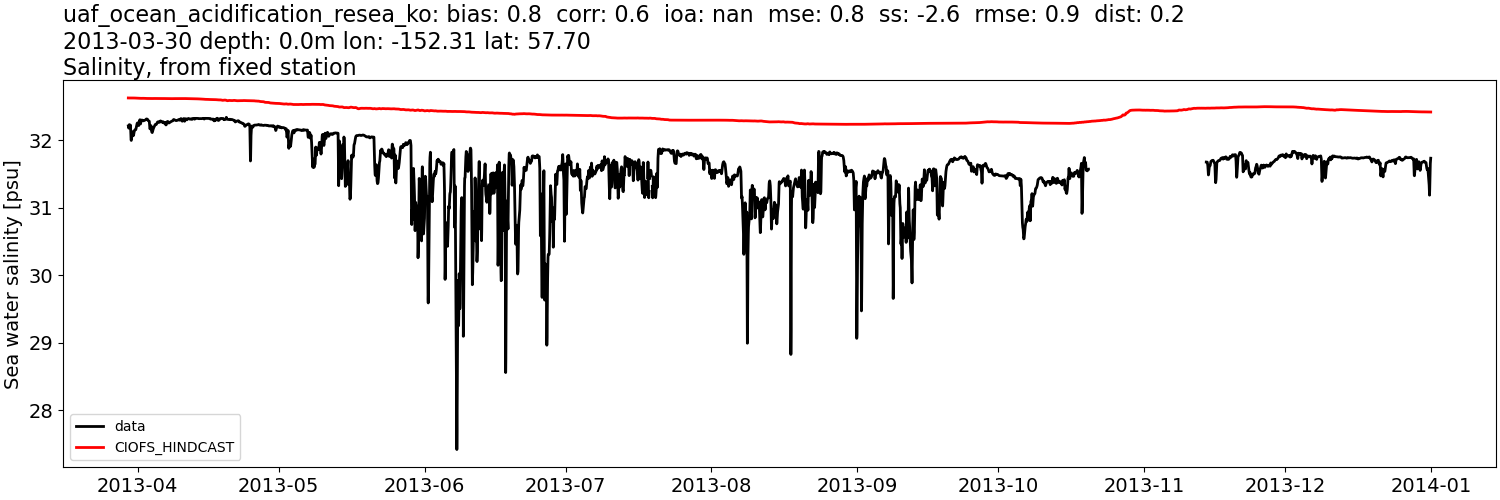 uaf_ocean_acidification_resea_ko: bias: 0.8  corr: 0.6  ioa: nan  mse: 0.8  ss: -2.6  rmse: 0.9  dist: 0.2
2013-03-30 depth: 0.0m lon: -152.31 lat: 57.70
Salinity, from fixed station
Sea water salinity [psu]
32
31
30
29
28
data
CIOFS_HINDCAST
2013-04 2013-05 2013-06 2013-07 2013-08 2013-09 2013-10 2013-11 2013-12 2014-01